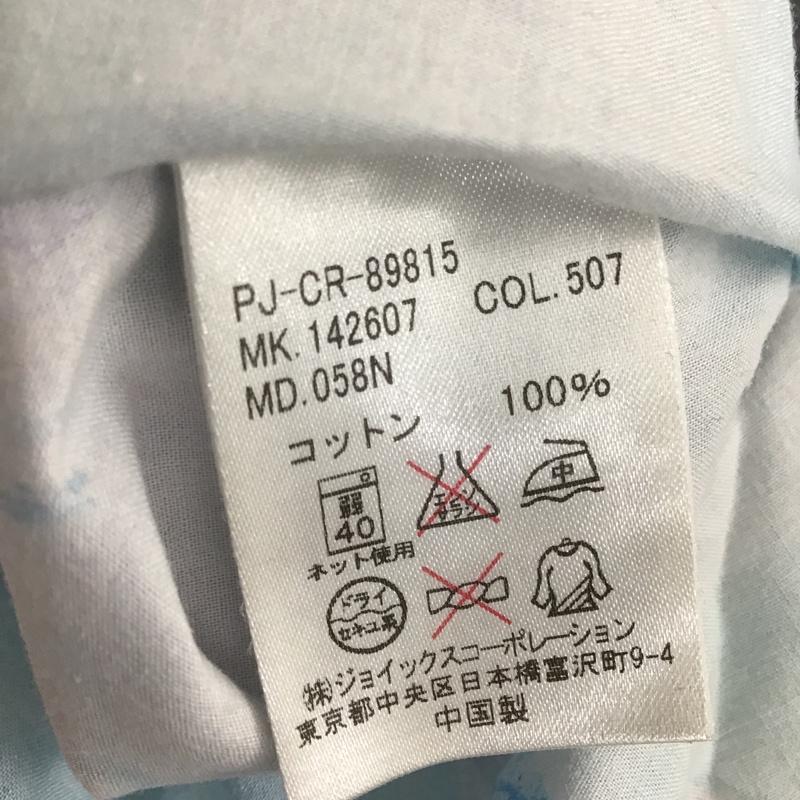 PJ-CR-89815
MK.142607 COL.507
MD.058N
コットン 100%
弱
40
エンソ
サラシ
中
ネット使用
ドライ
セキユ系
㈱ジョイックスコーポレーション
東京都中央区日本橋富沢町9-4
中国製